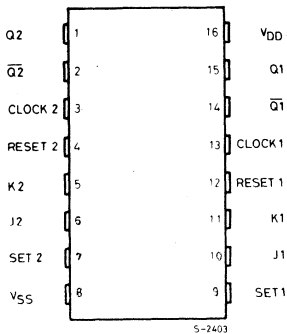 Q2 1 16 VDD
Q̅2̅ 2 15 Q1
CLOCK 2 3 14 Q̅1̅
RESET 2 4 13 CLOCK 1
K2 5 12 RESET 1
J2 6 11 K1
SET 2 7 10 J1
VSS 8 9 SET 1
S-2403